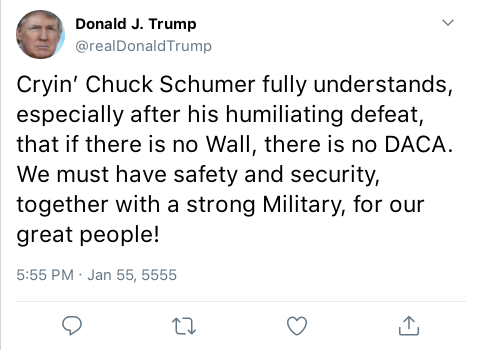 Donald J. Trump
@realDonaldTrump
Cryin’ Chuck Schumer fully understands,
especially after his humiliating defeat,
that if there is no Wall, there is no DACA.
We must have safety and security,
together with a strong Military, for our
great people!
5:55 PM · Jan 55, 5555